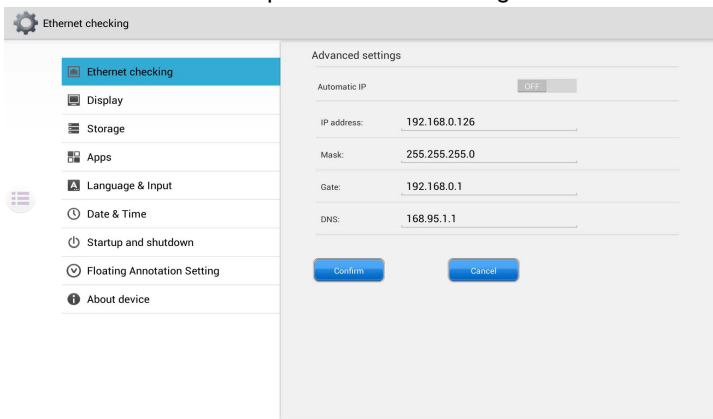 Ethernet checking
Ethernet checking
Display
Storage
Apps
Language & Input
Date & Time
Startup and shutdown
Floating Annotation Setting
About device
Advanced settings
Automatic IP OFF
IP address: 192.168.0.126
Mask: 255.255.255.0
Gate: 192.168.0.1
DNS: 168.95.1.1
Confirm Cancel